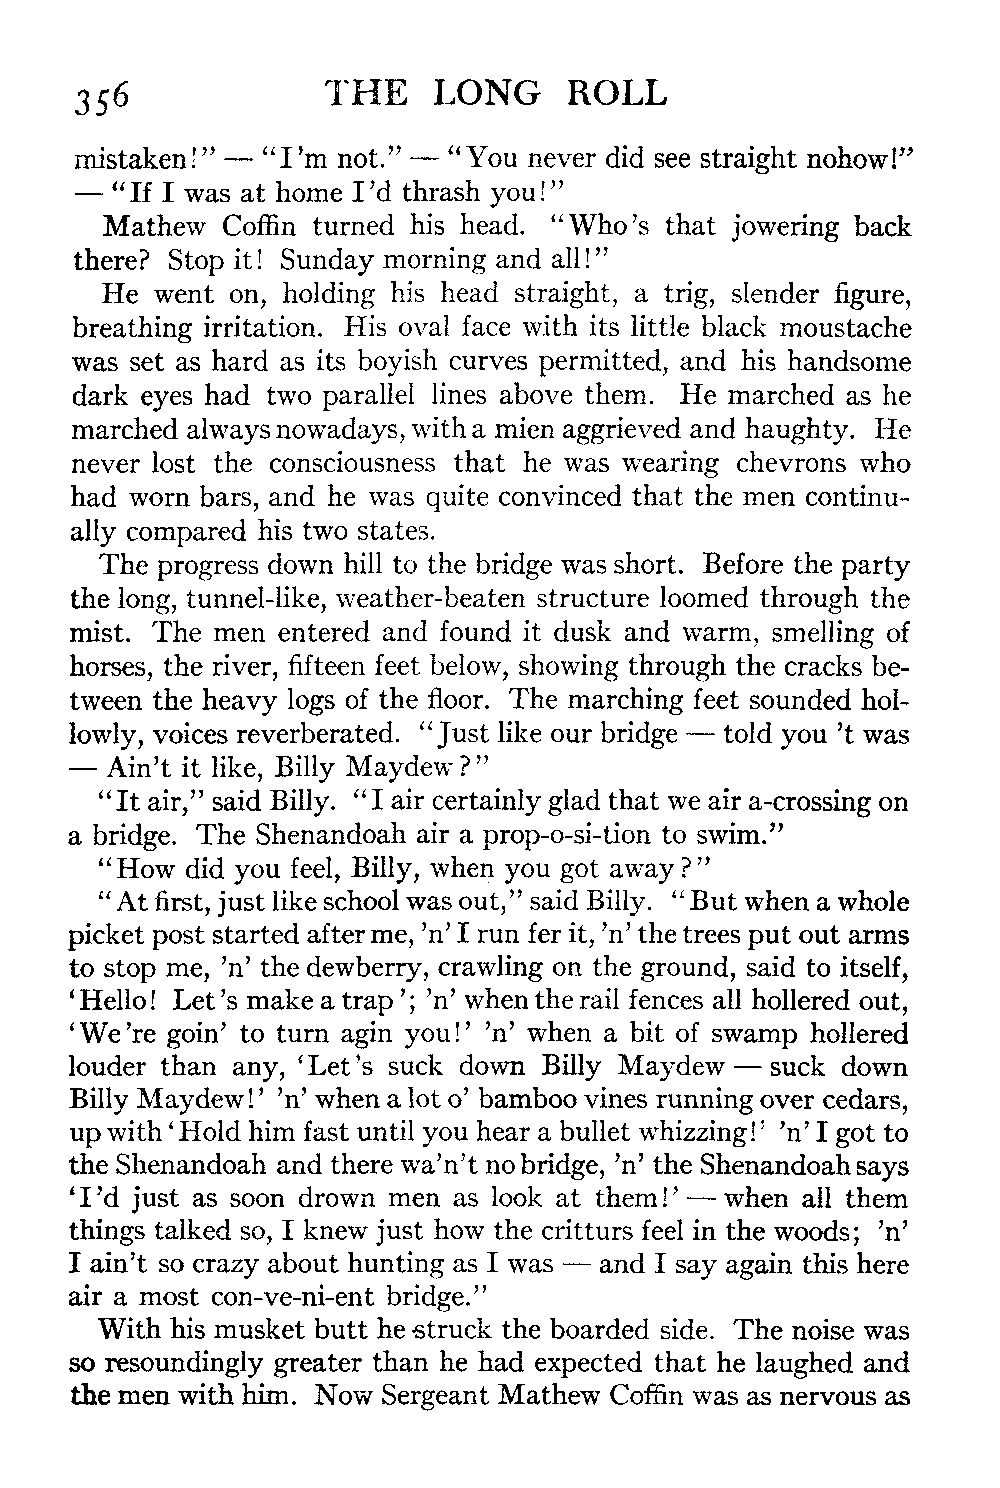 356 THE LONG ROLL
mistaken!" — "I'm not." — "You never did see straight nohow!"
— "If I was at home I'd thrash you!"
Mathew Coffin turned his head. "Who's that jowering back
there? Stop it! Sunday morning and all!"
He went on, holding his head straight, a trig, slender figure,
breathing irritation. His oval face with its little black moustache
was set as hard as its boyish curves permitted, and his handsome
dark eyes had two parallel lines above them. He marched as he
marched always nowadays, with a mien aggrieved and haughty. He
never lost the consciousness that he was wearing chevrons who
had worn bars, and he was quite convinced that the men continu-
ally compared his two states.
The progress down hill to the bridge was short. Before the party
the long, tunnel-like, weather-beaten structure loomed through the
mist. The men entered and found it dusk and warm, smelling of
horses, the river, fifteen feet below, showing through the cracks be-
tween the heavy logs of the floor. The marching feet sounded hol-
lowly, voices reverberated. "Just like our bridge — told you 't was
— Ain't it like, Billy Maydew?"
"It air," said Billy. "I air certainly glad that we air a-crossing on
a bridge. The Shenandoah air a prop-o-si-tion to swim."
"How did you feel, Billy, when you got away?"
"At first, just like school was out," said Billy. "But when a whole
picket post started after me, 'n' I run fer it, 'n' the trees put out arms
to stop me, 'n' the dewberry, crawling on the ground, said to itself,
'Hello! Let's make a trap'; 'n' when the rail fences all hollered out,
'We're goin' to turn agin you!' 'n' when a bit of swamp hollered
louder than any, 'Let's suck down Billy Maydew — suck down
Billy Maydew!' 'n' when a lot o' bamboo vines running over cedars,
up with 'Hold him fast until you hear a bullet whizzing!' 'n' I got to
the Shenandoah and there wa'n't no bridge, 'n' the Shenandoah says
'I'd just as soon drown men as look at them!' — when all them
things talked so, I knew just how the critturs feel in the woods; 'n'
I ain't so crazy about hunting as I was — and I say again this here
air a most con-ve-ni-ent bridge."
With his musket butt he struck the boarded side. The noise was
so resoundingly greater than he had expected that he laughed and
the men with him. Now Sergeant Mathew Coffin was as nervous as